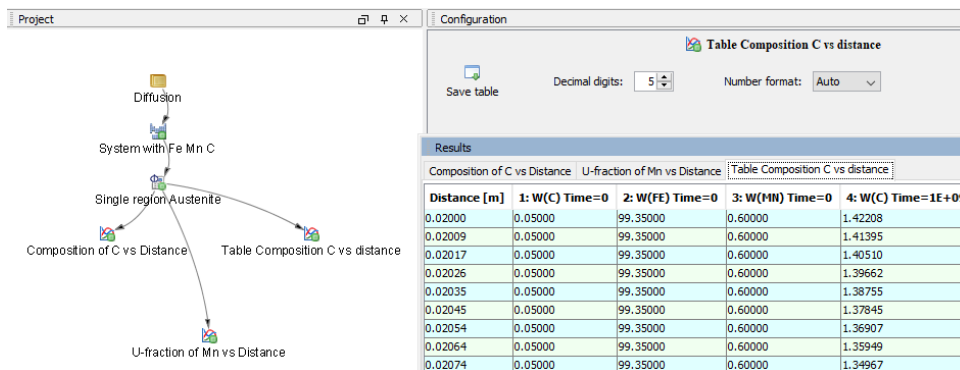 Project
Diffusion
System with Fe Mn C
Single region Austenite
Composition of C vs Distance
Table Composition C vs distance
U-fraction of Mn vs Distance
Configuration
Table Composition C vs distance
Save table
Decimal digits: 5
Number format: Auto
Results
Composition of C vs Distance U-fraction of Mn vs Distance Table Composition C vs distance
Distance [m] 1: W(C) Time=0 2: W(FE) Time=0 3: W(MN) Time=0 4: W(C) Time=1E+09
0.02000 0.05000 99.35000 0.60000 1.42208
0.02009 0.05000 99.35000 0.60000 1.41395
0.02017 0.05000 99.35000 0.60000 1.40510
0.02026 0.05000 99.35000 0.60000 1.39662
0.02035 0.05000 99.35000 0.60000 1.38755
0.02045 0.05000 99.35000 0.60000 1.37845
0.02054 0.05000 99.35000 0.60000 1.36907
0.02064 0.05000 99.35000 0.60000 1.35949
0.02074 0.05000 99.35000 0.60000 1.34967